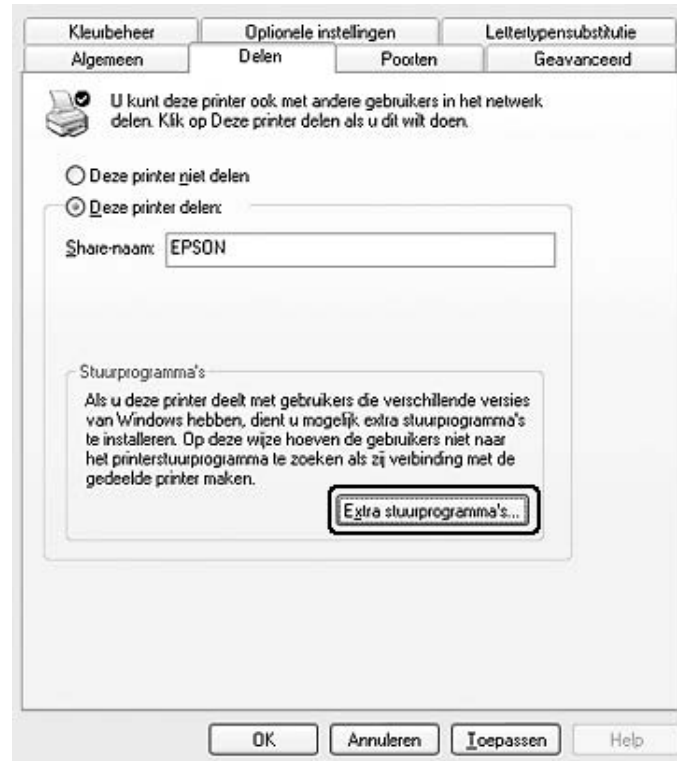 Kleurbeheer Optionele instellingen Lettertypensubstitutie
Algemeen Delen Poorten Geavanceerd
U kunt deze printer ook met andere gebruikers in het netwerk
delen. Klik op Deze printer delen als u dit wilt doen.
Deze printer niet delen
Deze printer delen:
Share-naam: EPSON
Stuurprogramma's
Als u deze printer deelt met gebruikers die verschillende versies
van Windows hebben, dient u mogelijk extra stuurprogramma's
te installeren. Op deze wijze hoeven de gebruikers niet naar
het printerstuurprogramma te zoeken als zij verbinding met de
gedeelde printer maken.
Extra stuurprogramma's...
OK Annuleren Toepassen Help